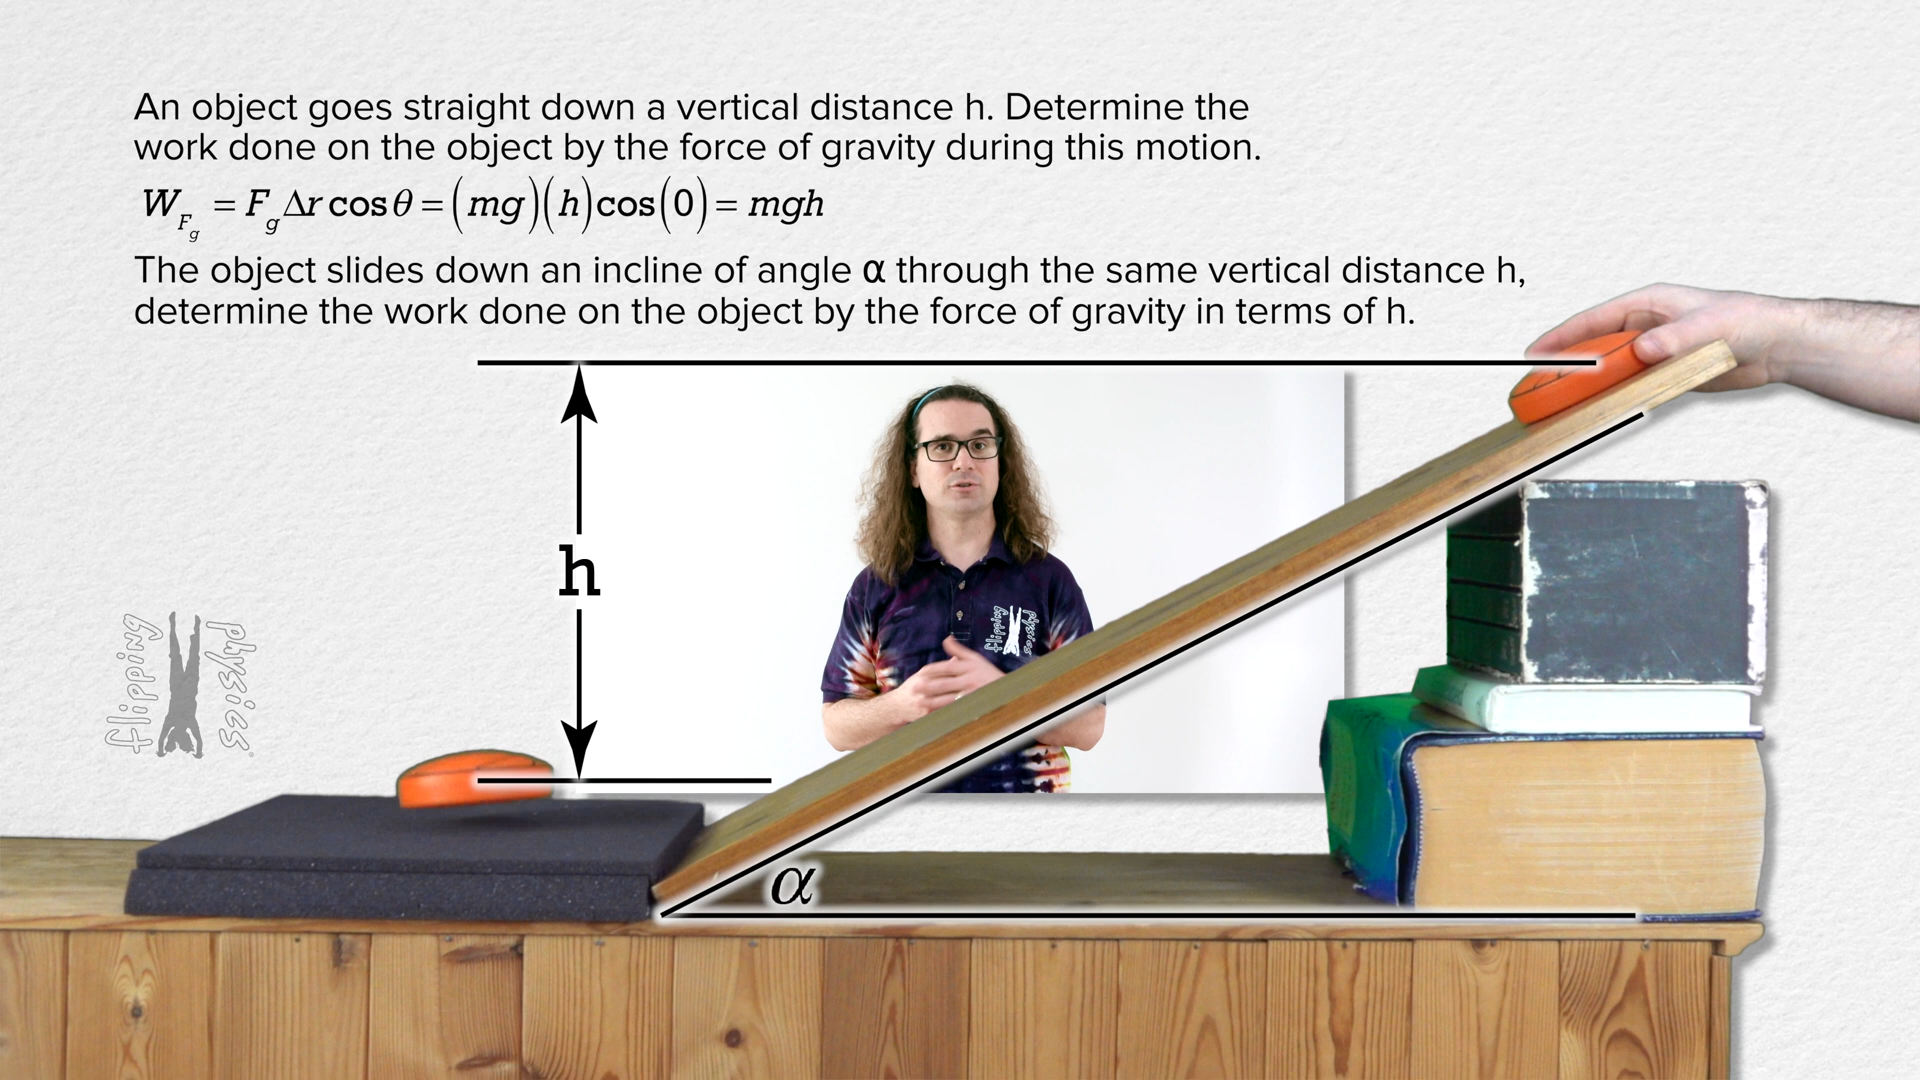 An object goes straight down a vertical distance h. Determine the
work done on the object by the force of gravity during this motion.
W_{F_g} = F_g Δr cos θ = (mg)(h)cos(0) = mgh
The object slides down an incline of angle α through the same vertical distance h,
determine the work done on the object by the force of gravity in terms of h.
h
flipping physics
flipping physics
α